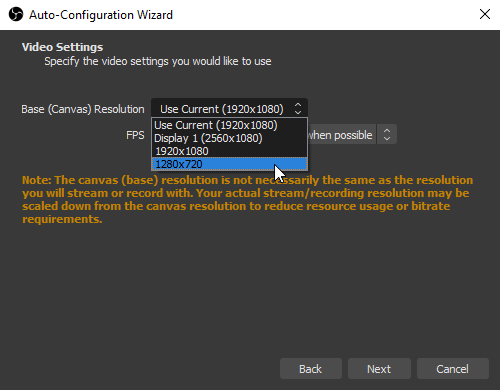 Auto-Configuration Wizard
Video Settings
Specify the video settings you would like to use
Base (Canvas) Resolution
Use Current (1920x1080)
Use Current (1920x1080)
Display 1 (2560x1080)
1920x1080
1280x720
FPS
when possible
Note: The canvas (base) resolution is not necessarily the same as the resolution
you will stream or record with. Your actual stream/recording resolution may be
scaled down from the canvas resolution to reduce resource usage or bitrate
requirements.
Back
Next
Cancel